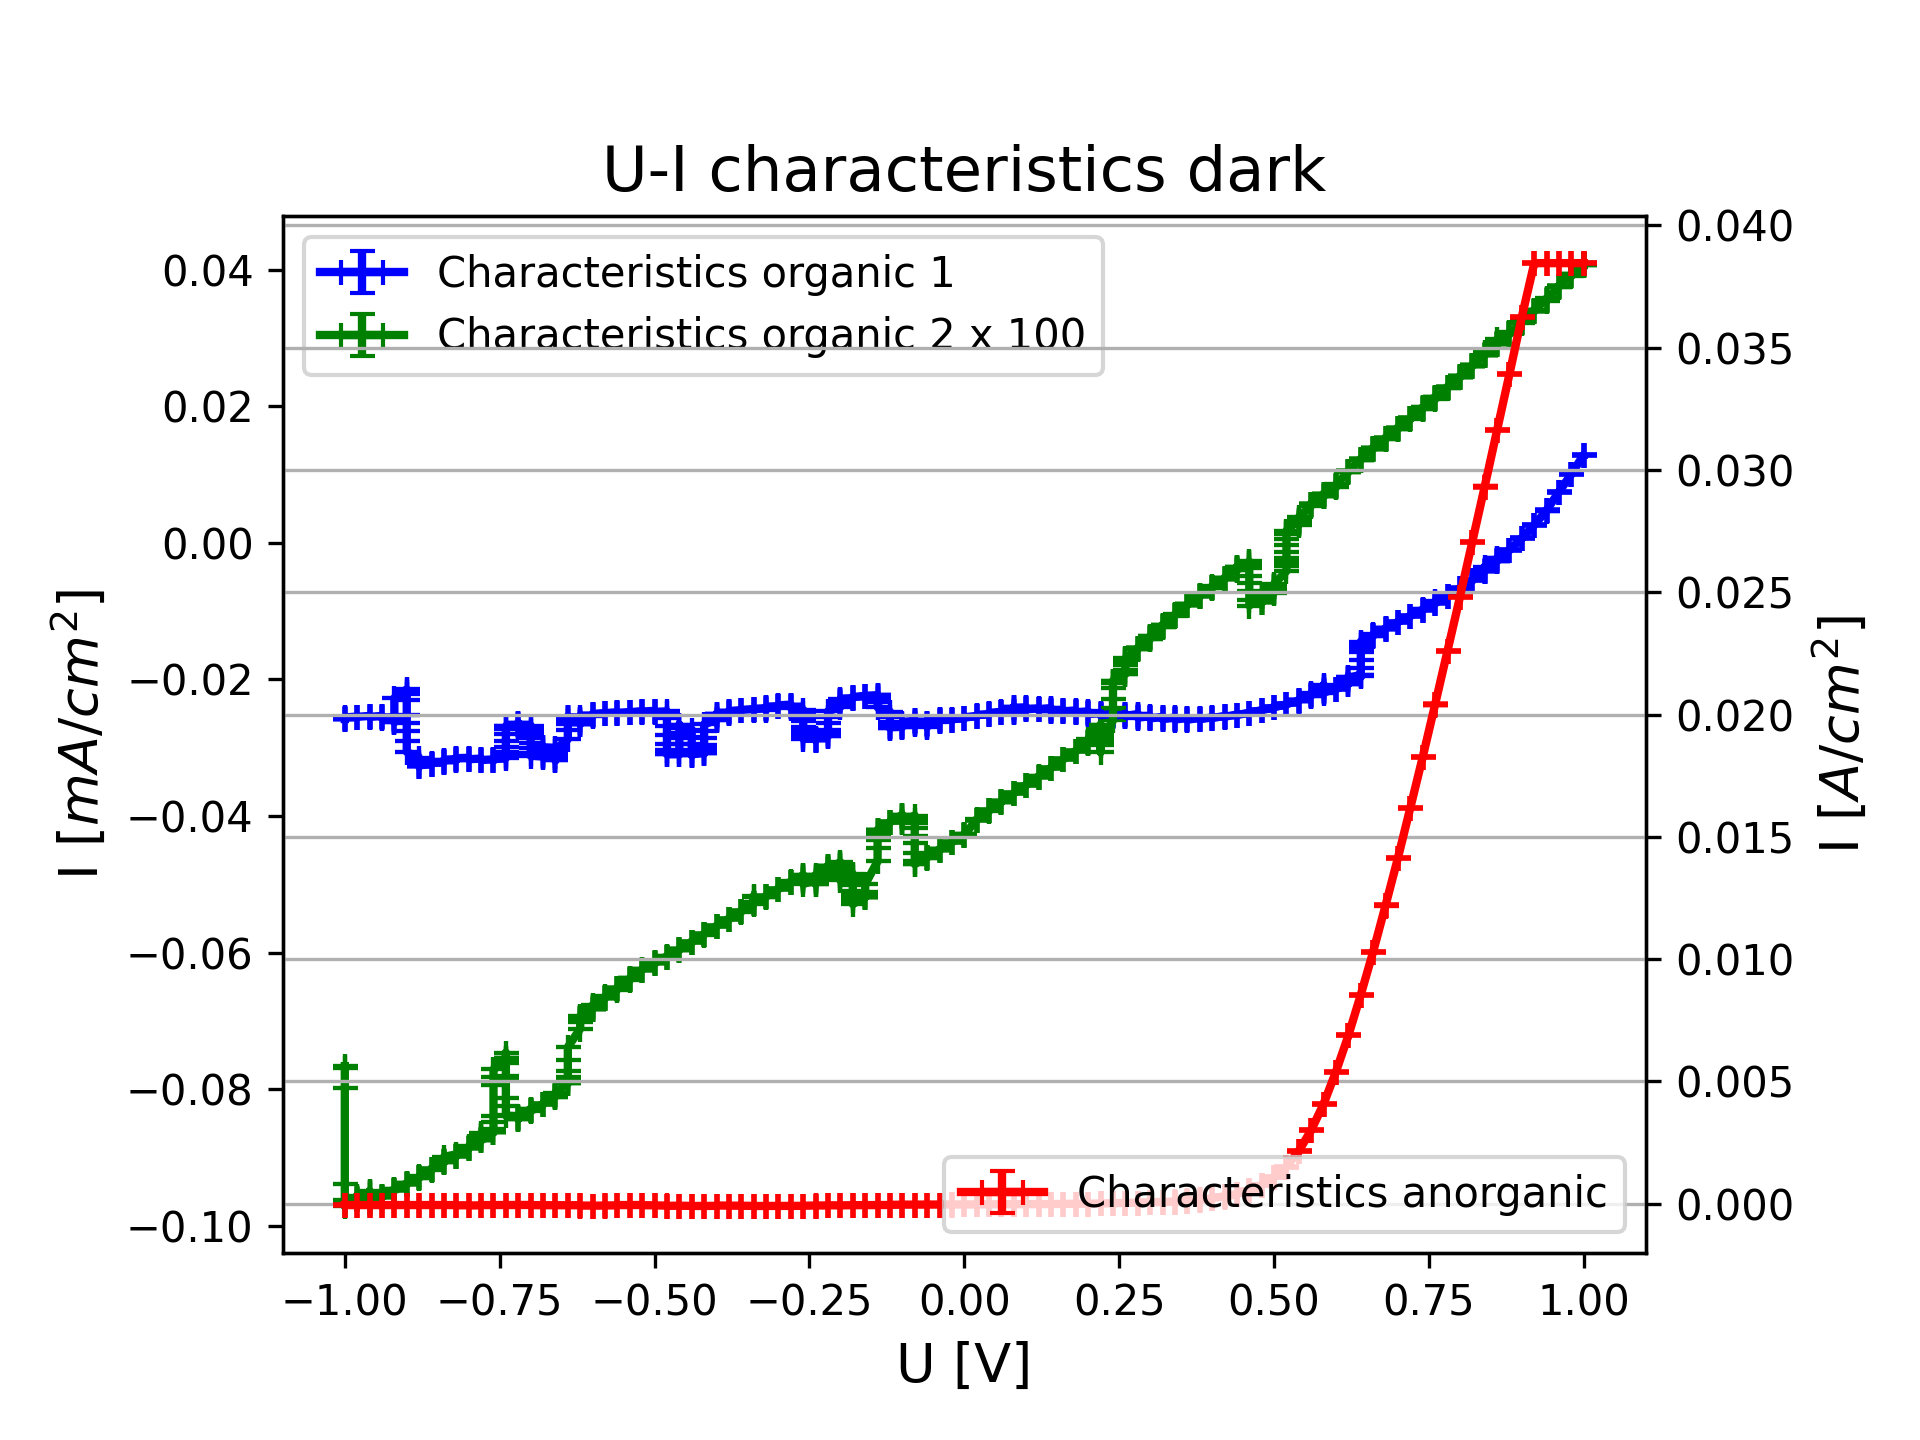 U-I characteristics dark
Characteristics organic 1
Characteristics organic 2 x 100
Characteristics anorganic
0.04
0.02
0.00
−0.02
−0.04
−0.06
−0.08
−0.10
I [mA/cm²]
0.040
0.035
0.030
0.025
0.020
0.015
0.010
0.005
0.000
I [A/cm²]
−1.00 −0.75 −0.50 −0.25 0.00 0.25 0.50 0.75 1.00
U [V]